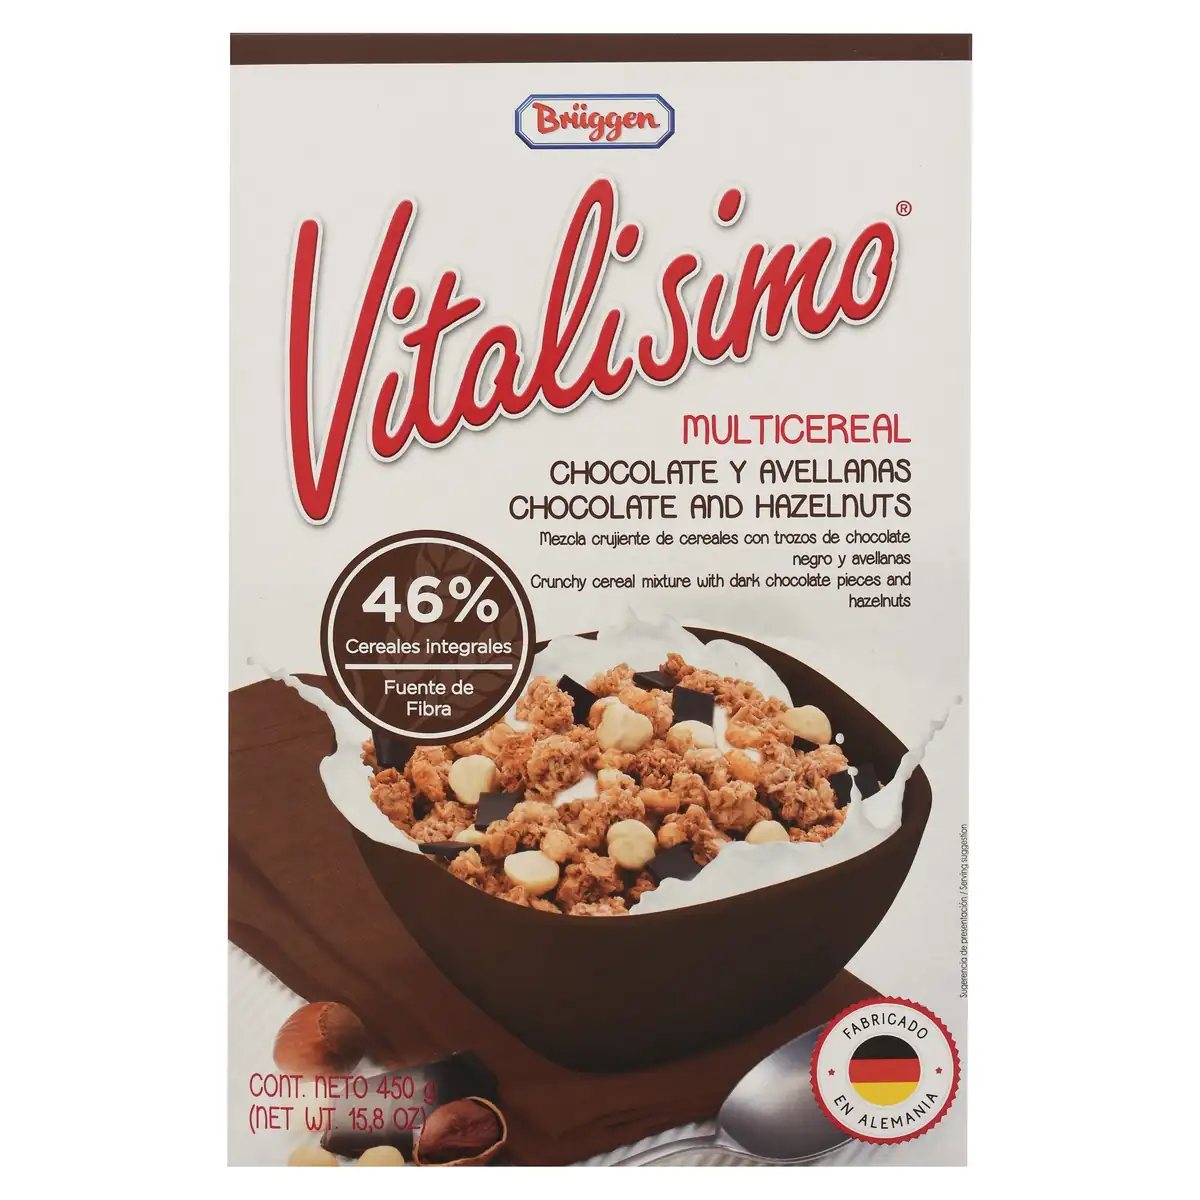 Brüggen
Vitalisimo®
MULTICEREAL
CHOCOLATE Y AVELLANAS
CHOCOLATE AND HAZELNUTS
Mezcla crujiente de cereales con trozos de chocolate
negro y avellanas
Crunchy cereal mixture with dark chocolate pieces and
hazelnuts
46%
Cereales integrales
Fuente de
Fibra
Sugerencia de presentación / Serving suggestion
FABRICADO
EN ALEMANIA
CONT. NETO 450 g
(NET WT. 15,8 OZ)